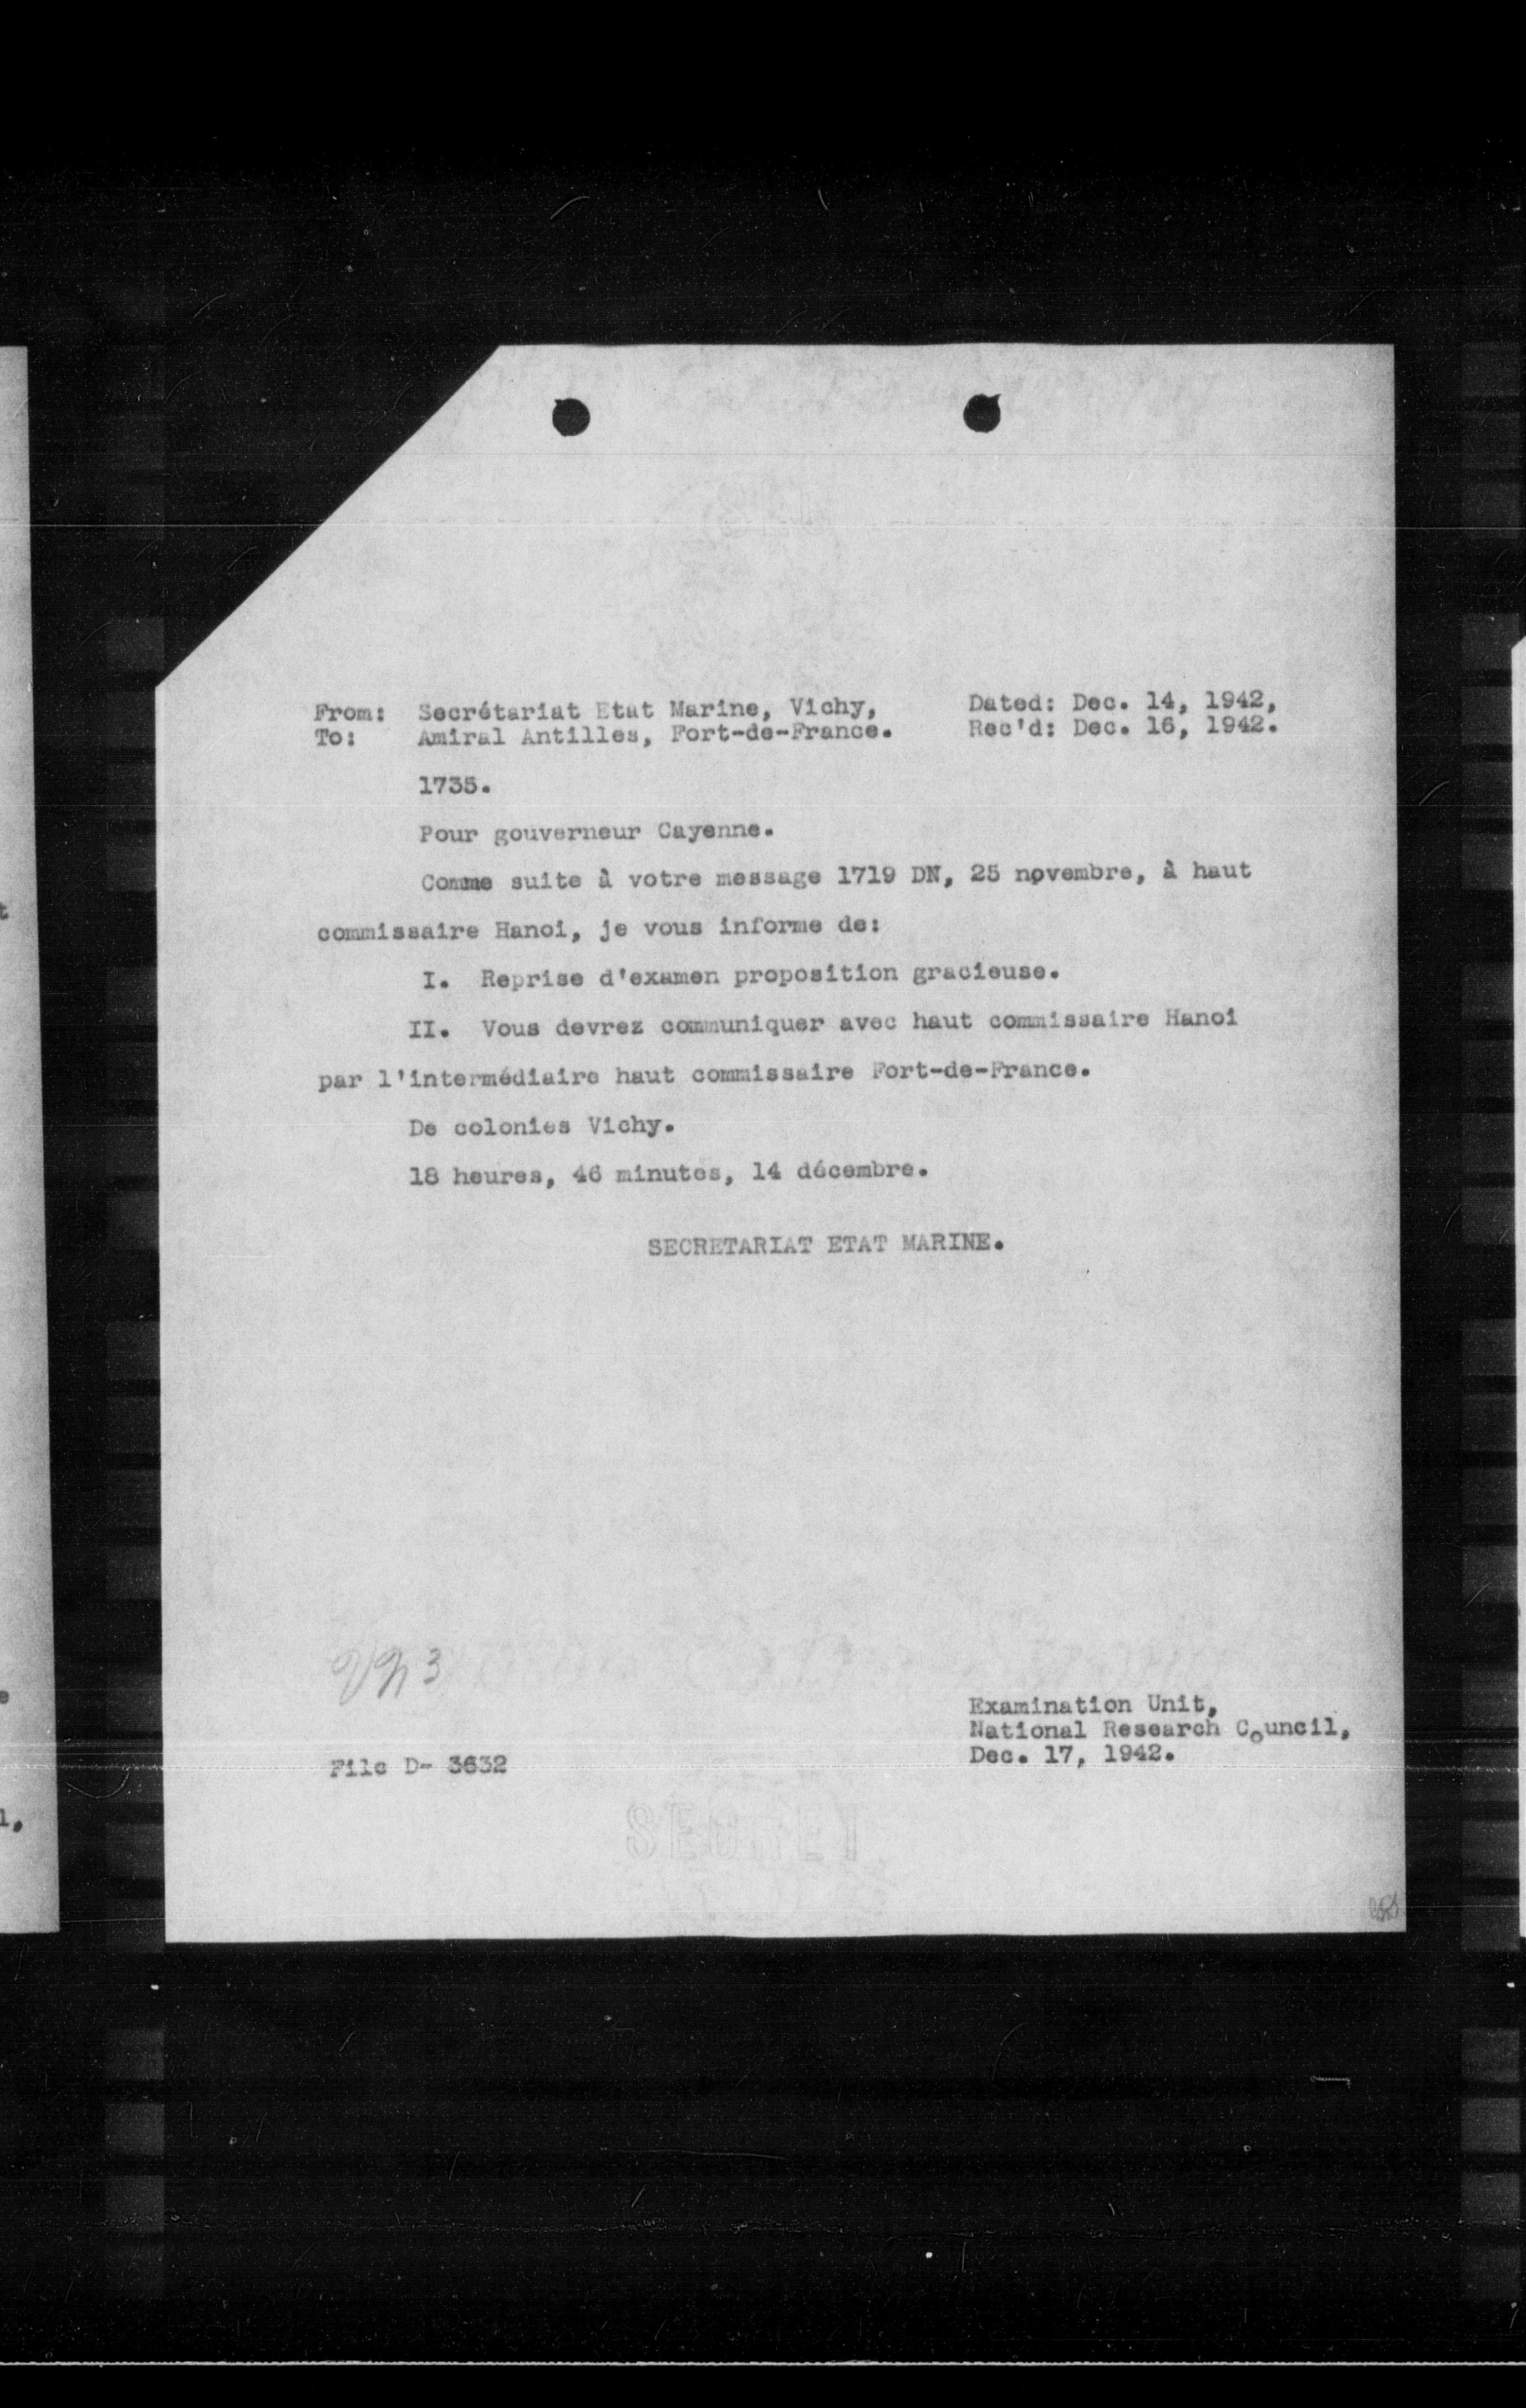 From: Secrétariat Etat Marine, Vichy, Dated: Dec. 14, 1942,
To: Amiral Antilles, Fort-de-France. Rec'd: Dec. 16, 1942.
1735.
Pour gouverneur Cayenne.
Comme suite à votre message 1719 DN, 25 novembre, à haut
commissaire Hanoi, je vous informe de:
I. Reprise d'examen proposition gracieuse.
II. Vous devrez communiquer avec haut commissaire Hanoi
par l'intermédiaire haut commissaire Fort-de-France.
De colonies Vichy.
18 heures, 46 minutes, 14 décembre.
SECRETARIAT ETAT MARINE.
Examination Unit,
National Research Council,
Dec. 17, 1942.
File D- 3632
SECRET